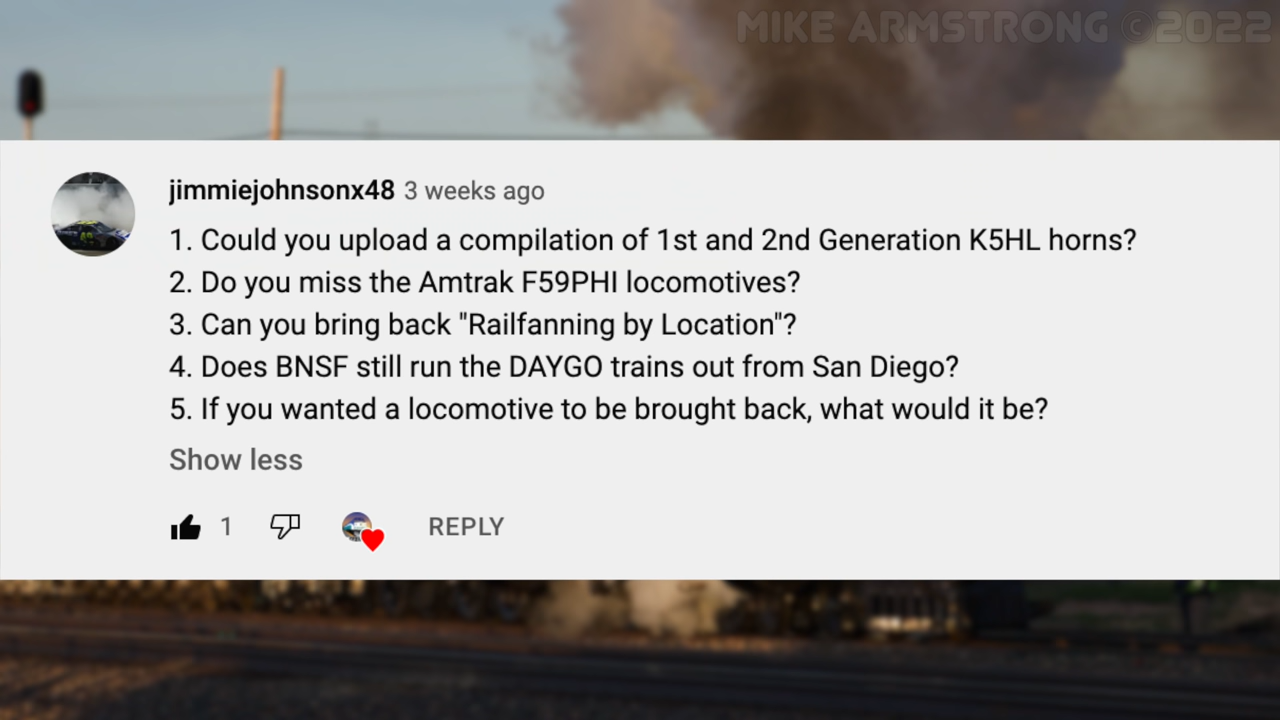 MIKE ARMSTRONG ©2022
jimmiejohnsonx48 3 weeks ago
1. Could you upload a compilation of 1st and 2nd Generation K5HL horns?
2. Do you miss the Amtrak F59PHI locomotives?
3. Can you bring back "Railfanning by Location"?
4. Does BNSF still run the DAYGO trains out from San Diego?
5. If you wanted a locomotive to be brought back, what would it be?
Show less
1 REPLY